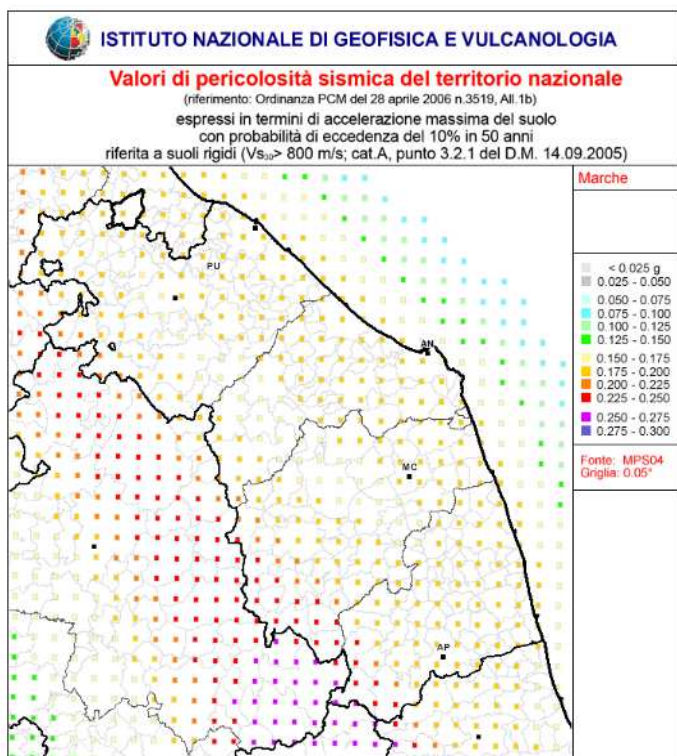 ISTITUTO NAZIONALE DI GEOFISICA E VULCANOLOGIA
Valori di pericolosità sismica del territorio nazionale
(riferimento: Ordinanza PCM del 28 aprile 2006 n.3519, All.1b)
espressi in termini di accelerazione massima del suolo
con probabilità di eccedenza del 10% in 50 anni
riferita a suoli rigidi (Vs₃₀> 800 m/s; cat.A, punto 3.2.1 del D.M. 14.09.2005)
Marche
< 0.025 g
0.025 - 0.050
0.050 - 0.075
0.075 - 0.100
0.100 - 0.125
0.125 - 0.150
0.150 - 0.175
0.175 - 0.200
0.200 - 0.225
0.225 - 0.250
0.250 - 0.275
0.275 - 0.300
Fonte: MPS04
Griglia: 0.05°
PU
AN
MC
AP